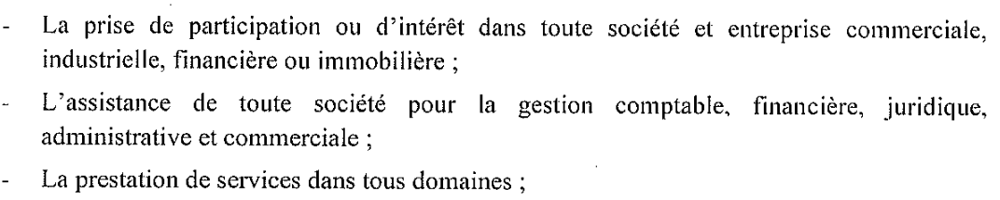 - La prise de participation ou d'intérêt dans toute société et entreprise commerciale,
industrielle, financière ou immobilière ;
- L'assistance de toute société pour la gestion comptable, financière, juridique,
administrative et commerciale ;
- La prestation de services dans tous domaines ;